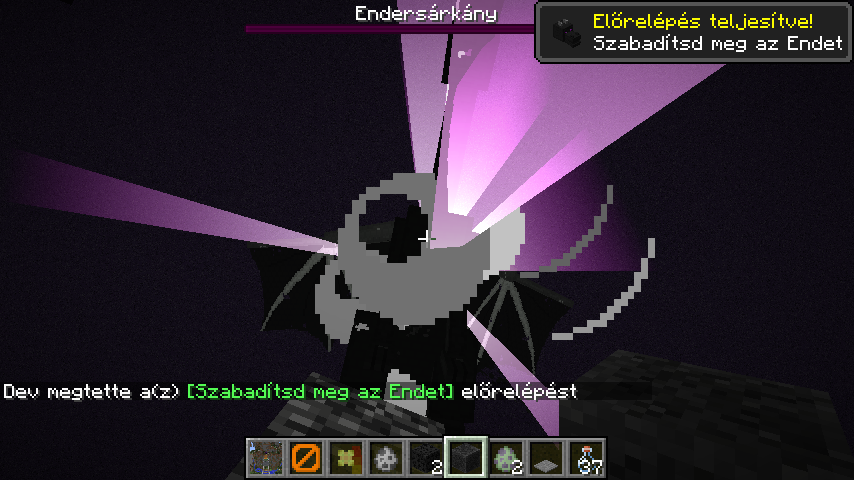 Endersárkány
Előrelépés teljesítve!
Szabadítsd meg az Endet
Dev megtette a(z) [Szabadítsd meg az Endet] előrelépést
2
2
37